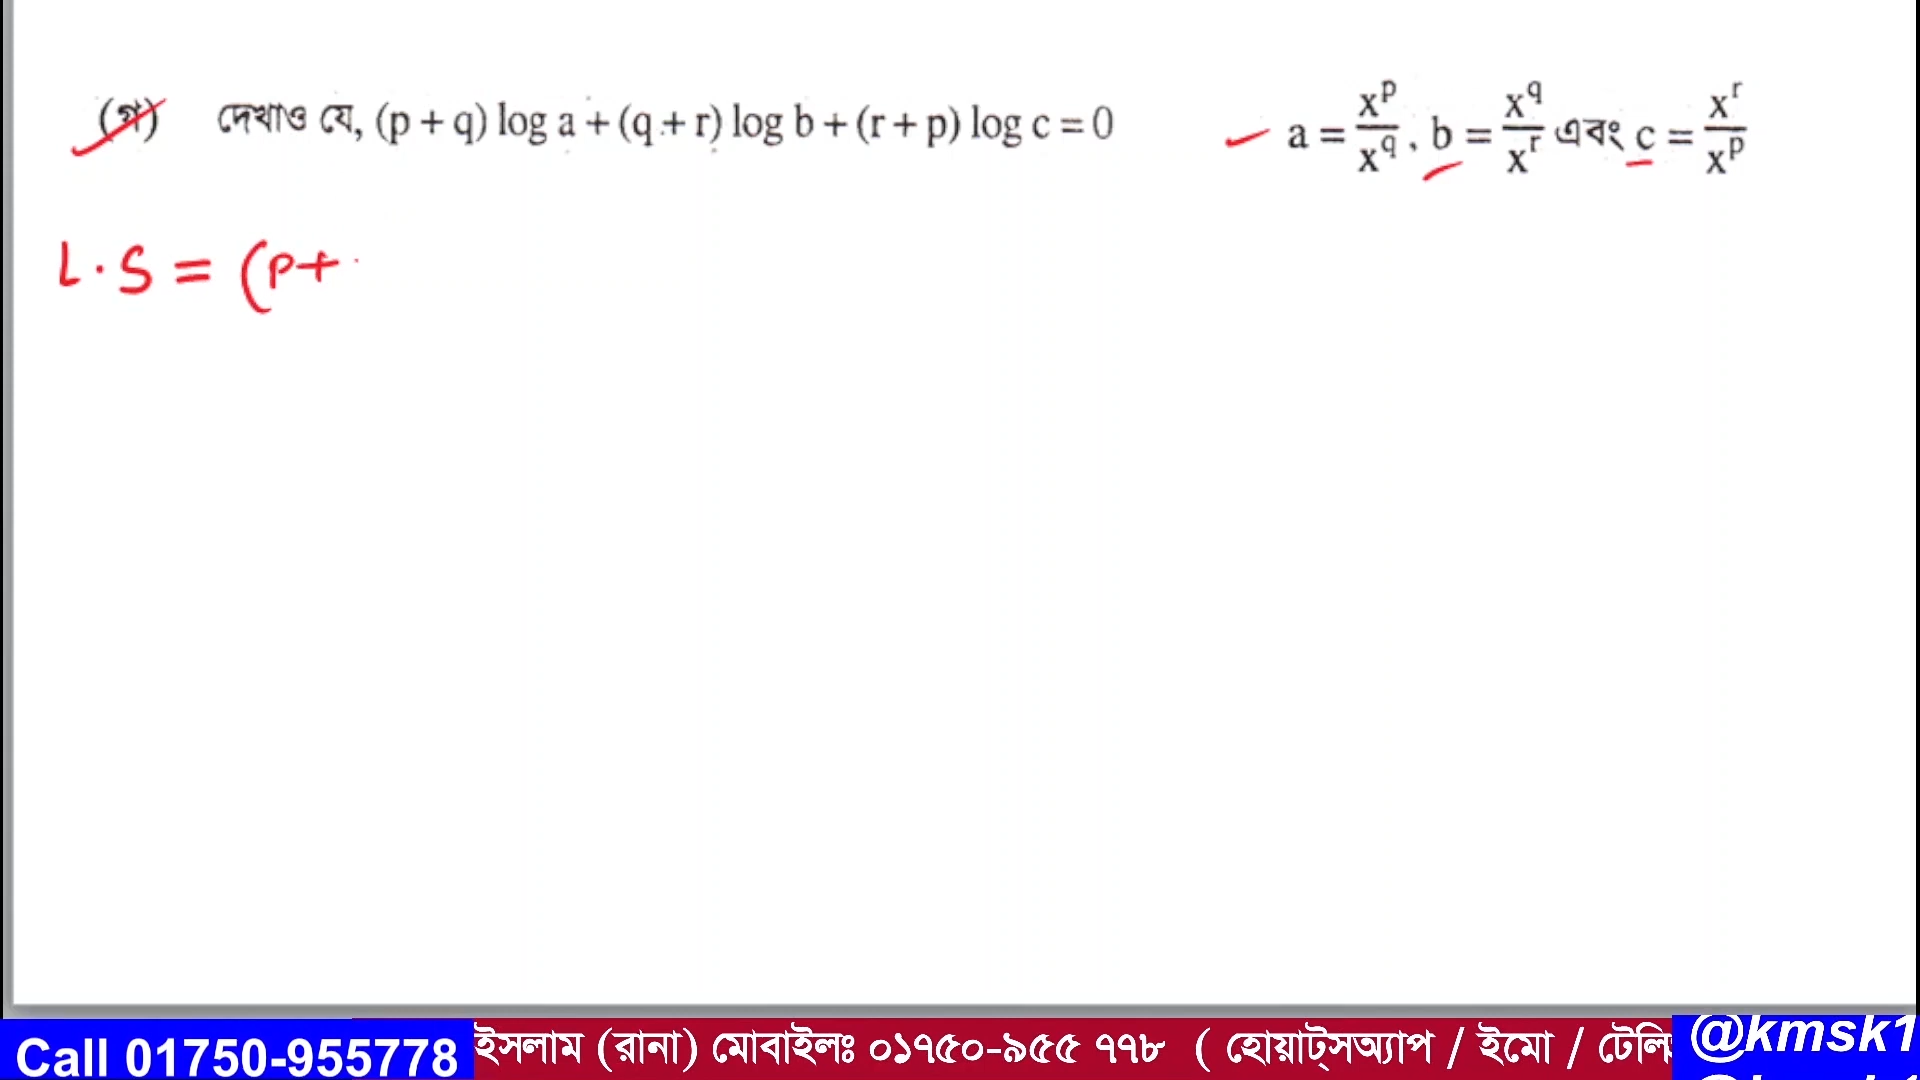 (গ) দেখাও যে, (p + q) log a + (q + r) log b + (r + p) log c = 0 a = x^p/x^q , b = x^q/x^r এবং c = x^r/x^p
L.S = (p+
Call 01750-955778 ইসলাম (রানা) মোবাইলঃ ০১৭৫০-৯৫৫ ৭৭৮ ( হোয়াট্সঅ্যাপ / ইমো / @kmsk1